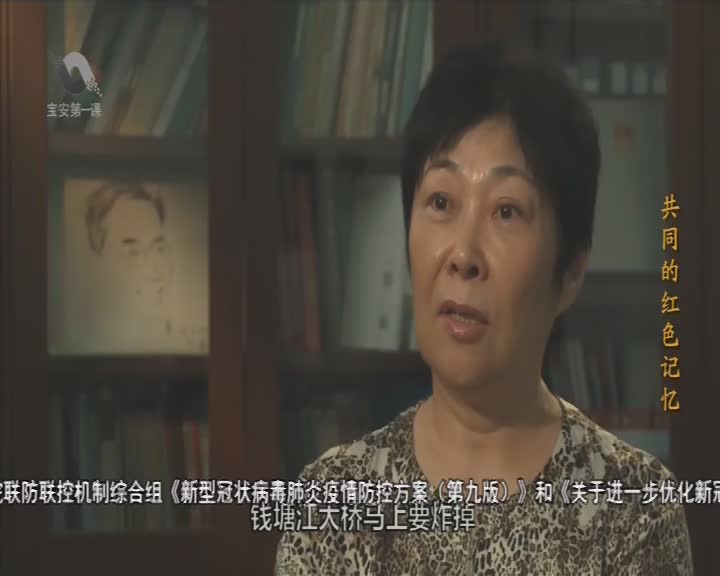 宝安第一课
共同的红色记忆
联防联控机制综合组《新型冠状病毒肺炎疫情防控方案（第九版）》和《关于进一步优化新冠
钱塘江大桥马上要炸掉